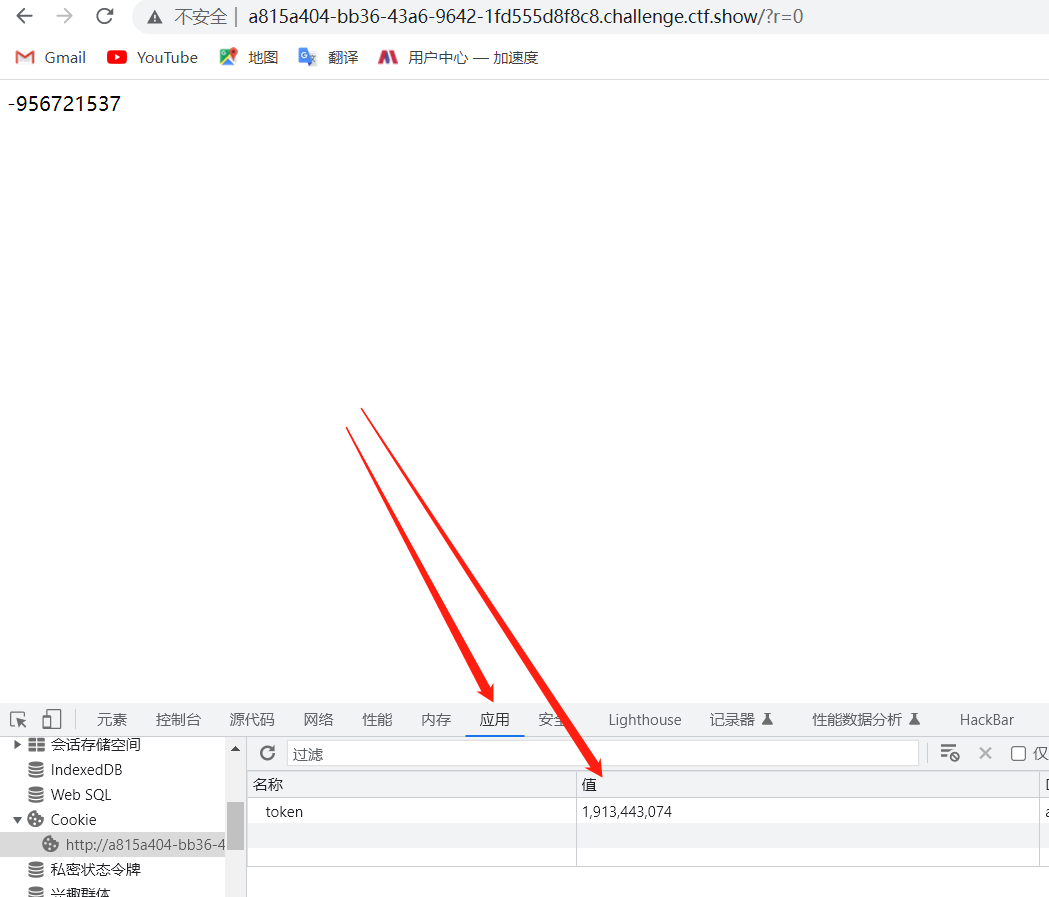 不安全 a815a404-bb36-43a6-9642-1fd555d8f8c8.challenge.ctf.show/?r=0
Gmail YouTube 地图 翻译 用户中心 — 加速度
-956721537
元素 控制台 源代码 网络 性能 内存 应用 安全 Lighthouse 记录器 性能数据分析 HackBar
会话存储空间
IndexedDB
Web SQL
Cookie
http://a815a404-bb36-4
私密状态令牌
兴趣群体
过滤 仅
名称 值
token 1,913,443,074